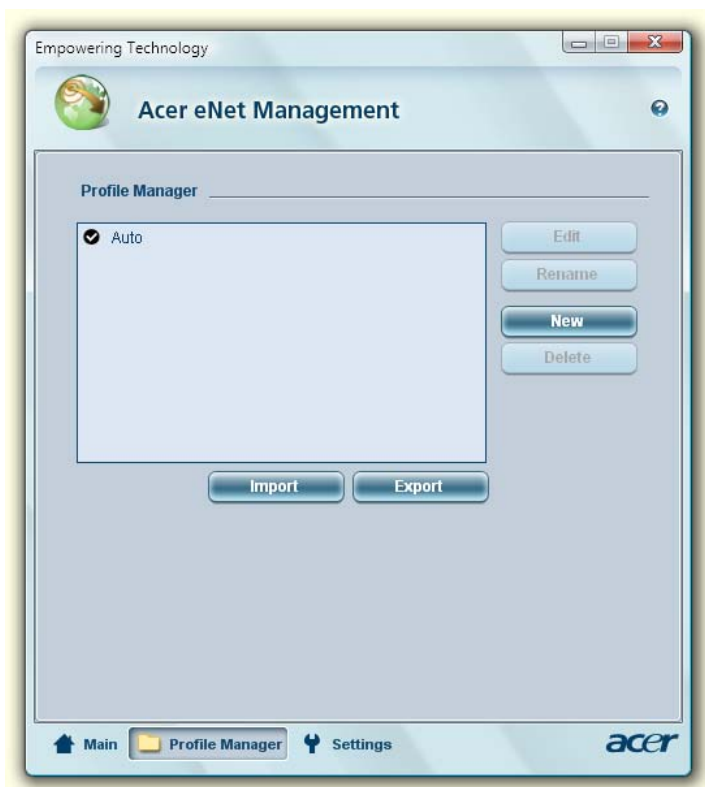 Empowering Technology
Acer eNet Management
Profile Manager
Auto
Edit
Rename
New
Delete
Import Export
Main Profile Manager Settings acer